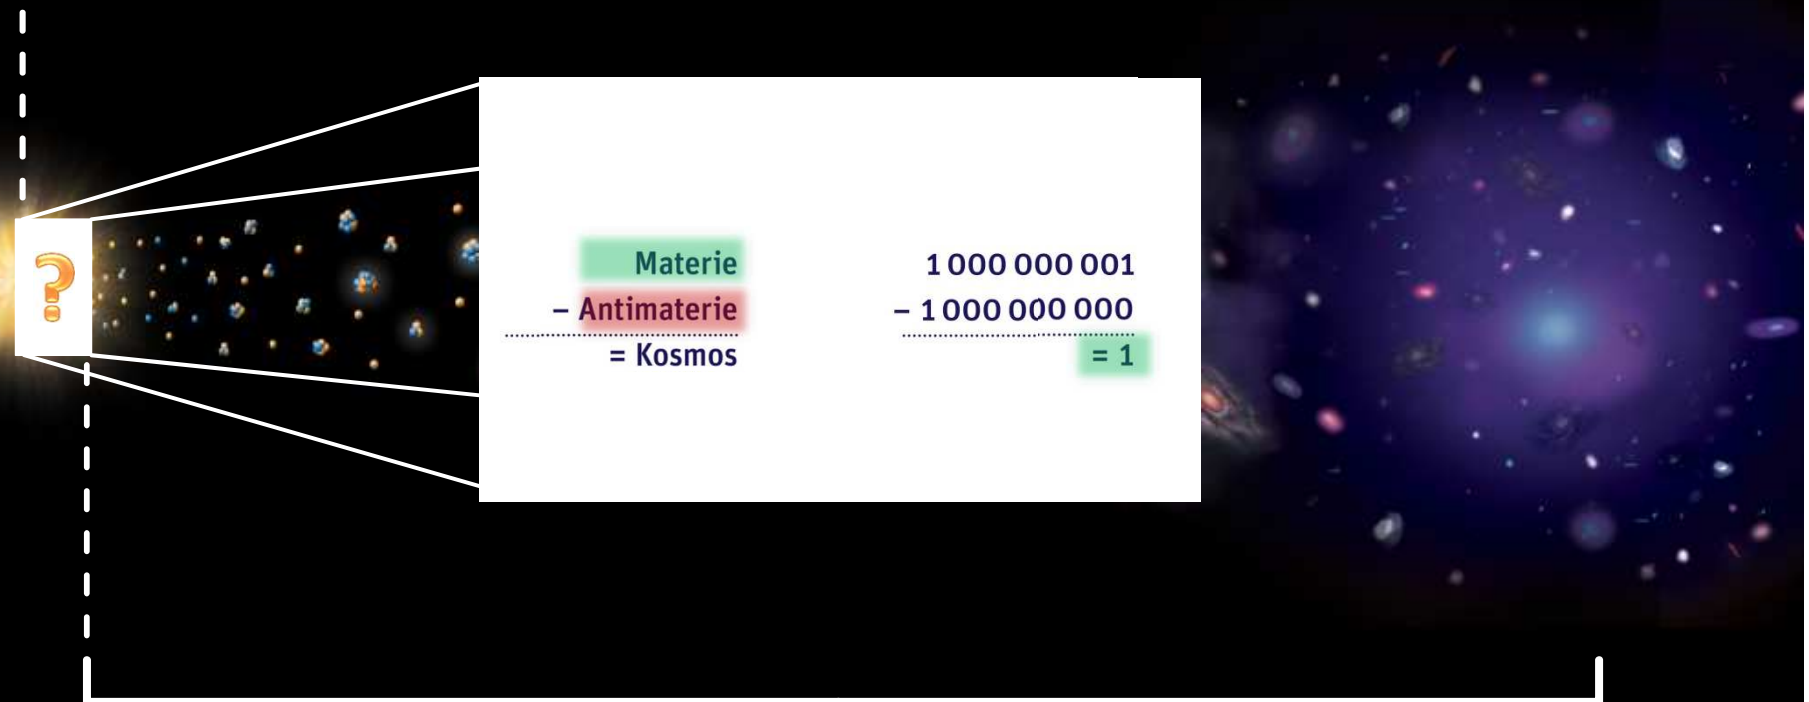 ?
Materie 1 000 000 001
– Antimaterie – 1 000 000 000
= Kosmos = 1